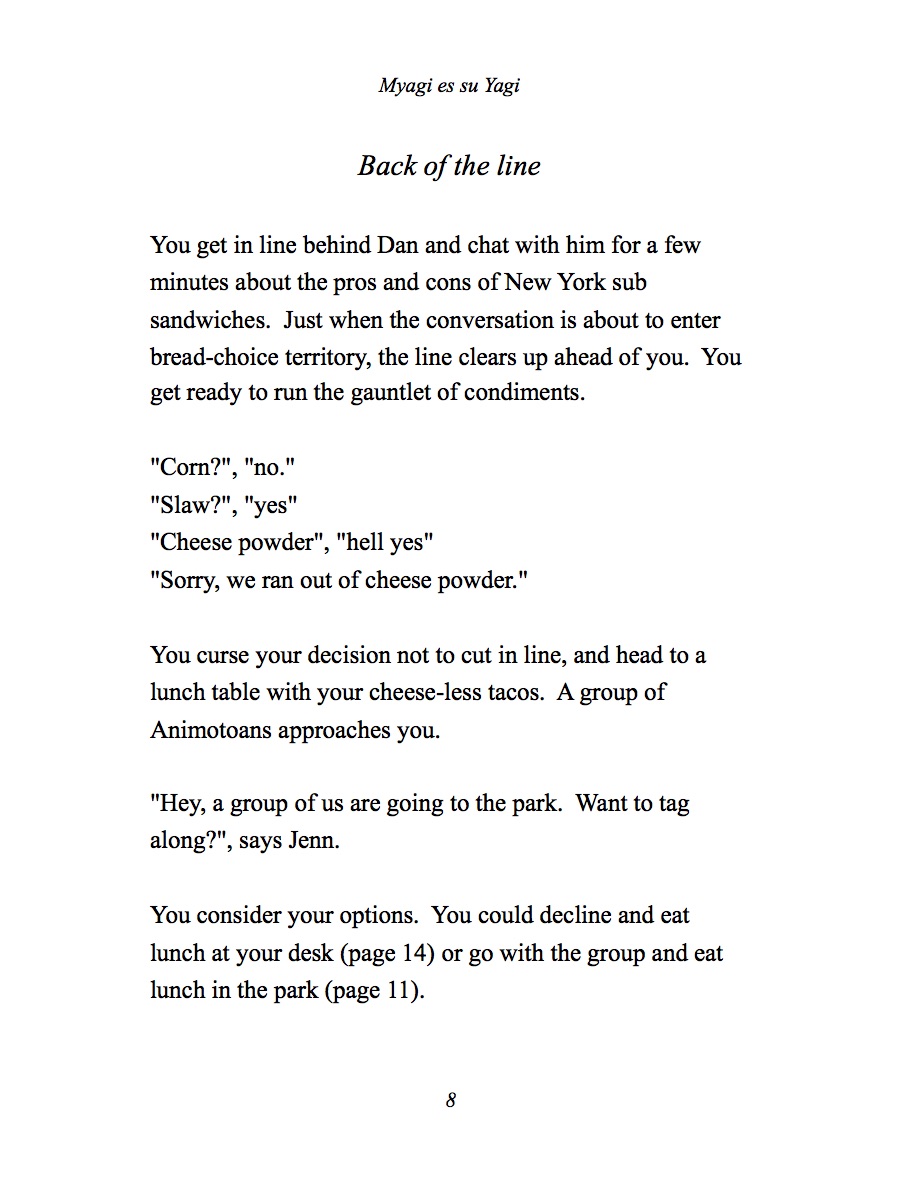 Myagi es su Yagi
Back of the line
You get in line behind Dan and chat with him for a few
minutes about the pros and cons of New York sub
sandwiches.  Just when the conversation is about to enter
bread-choice territory, the line clears up ahead of you.  You
get ready to run the gauntlet of condiments.
"Corn?", "no."
"Slaw?", "yes"
"Cheese powder", "hell yes"
"Sorry, we ran out of cheese powder."
You curse your decision not to cut in line, and head to a
lunch table with your cheese-less tacos.  A group of
Animotoans approaches you.
"Hey, a group of us are going to the park.  Want to tag
along?", says Jenn.
You consider your options.  You could decline and eat
lunch at your desk (page 14) or go with the group and eat
lunch in the park (page 11).
8